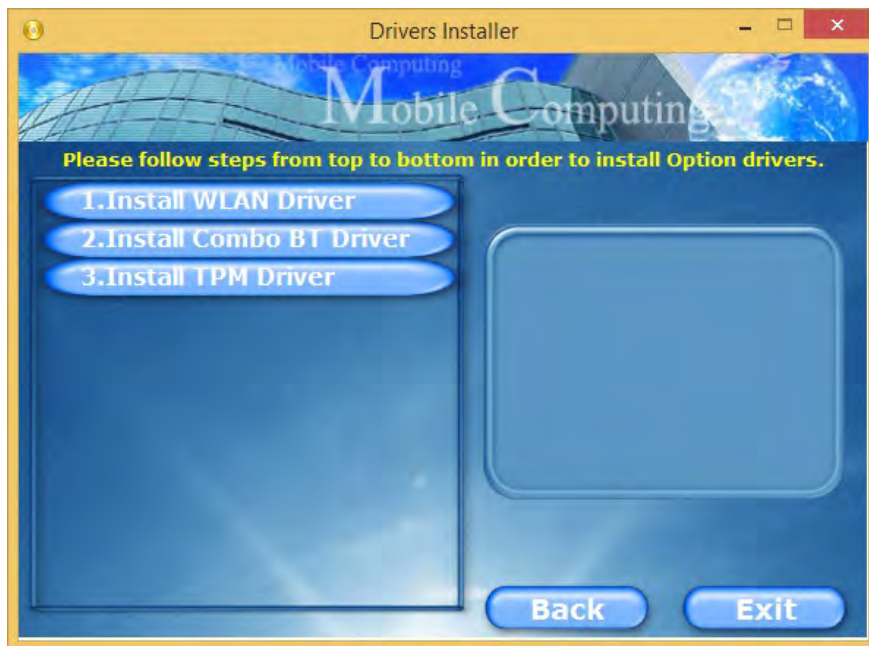 Drivers Installer
Mobile Computing
Mobile Computing
Please follow steps from top to bottom in order to install Option drivers.
1.Install WLAN Driver
2.Install Combo BT Driver
3.Install TPM Driver
Back
Exit